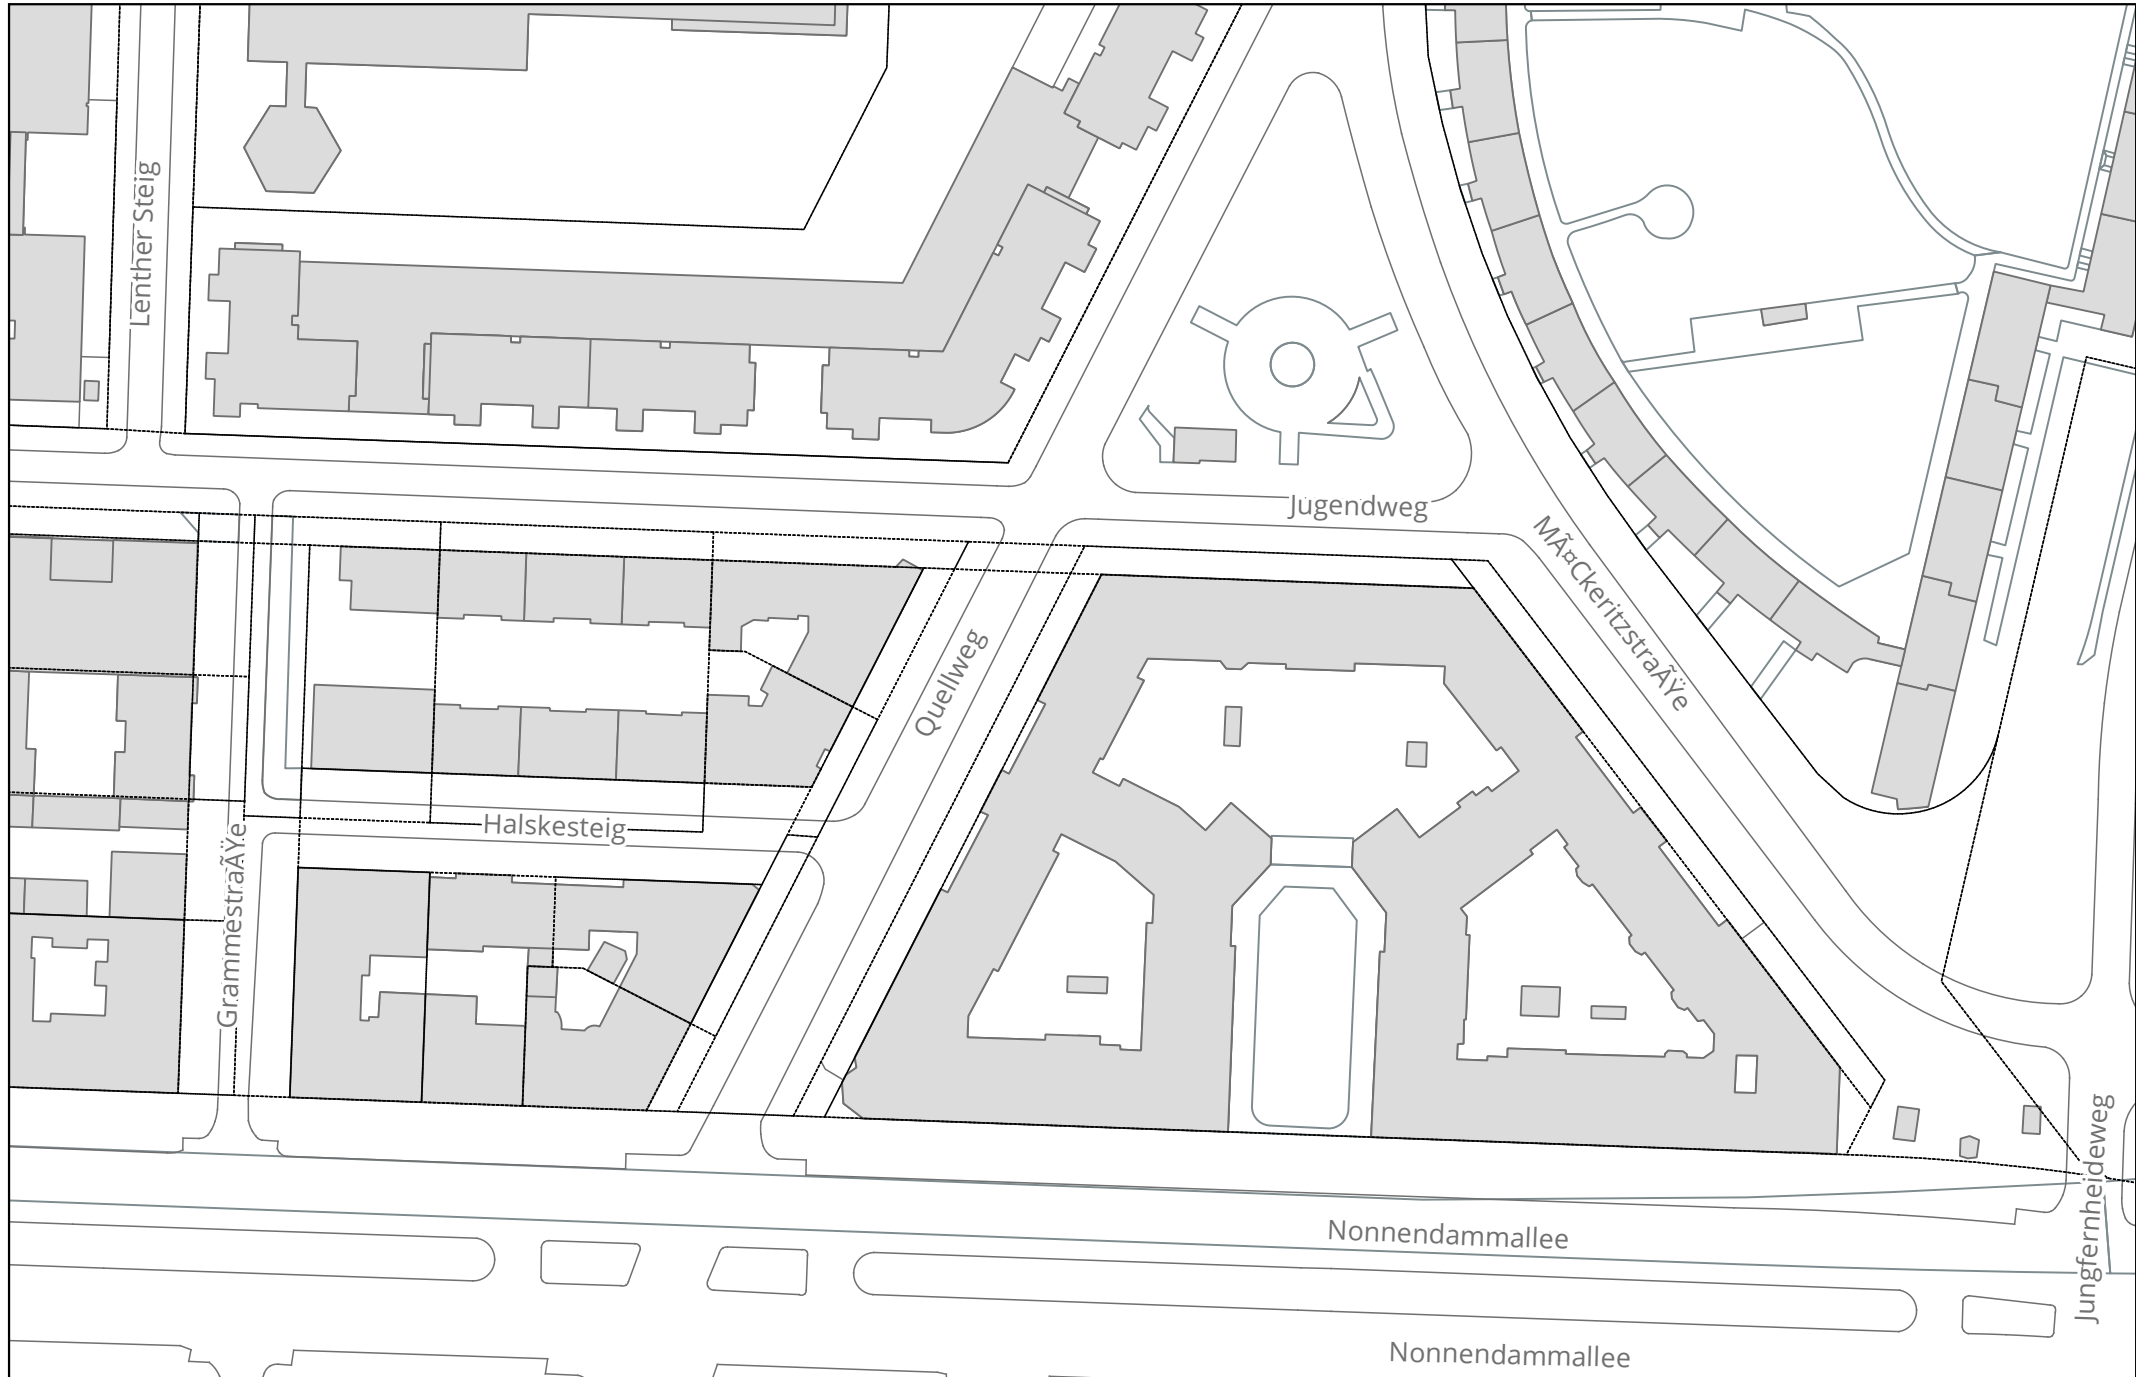 Lenther Steig
Jugendweg
MÃ¤CkeritzstraÃŸe
Quellweg
Halskesteig
GrammestraÃŸe
Jungfernheideweg
Nonnendammallee
Nonnendammallee